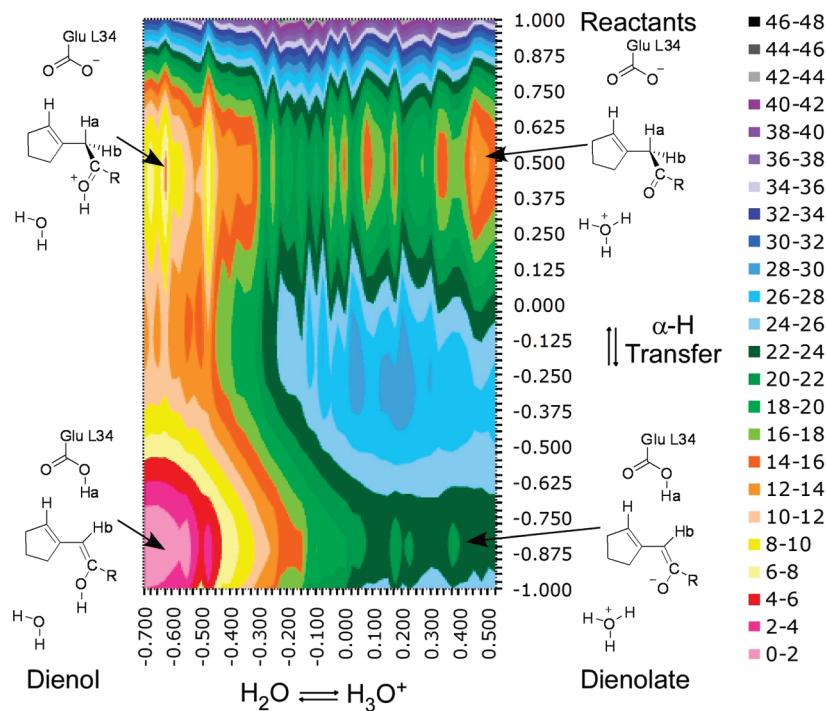 Reactants
Glu L34
O
O
−
H
Ha
Hb
C
R
O
+
H
H
O
H
Glu L34
O
O
−
H
Ha
Hb
C
R
O
H
+
O
H
H
1.000
0.875
0.750
0.625
0.500
0.375
0.250
0.125
0.000
-0.125
-0.250
-0.375
-0.500
-0.625
-0.750
-0.875
-1.000
α-H
Transfer
Glu L34
O
O
Ha
H
Hb
C
R
O
H
H
O
H
Dienol
Glu L34
O
O
Ha
H
Hb
C
R
−
O
H
+
O
H
H
Dienolate
-0.700
-0.600
-0.500
-0.400
-0.300
-0.200
-0.100
0.000
0.100
0.200
0.300
0.400
0.500
H₂O ⇌ H₃O⁺
46-48
44-46
42-44
40-42
38-40
36-38
34-36
32-34
30-32
28-30
26-28
24-26
22-24
20-22
18-20
16-18
14-16
12-14
10-12
8-10
6-8
4-6
2-4
0-2